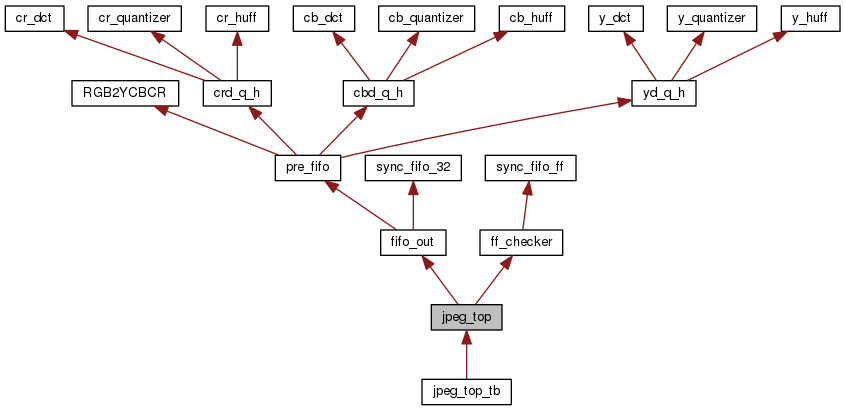 cr_dct
cr_quantizer
cr_huff
cb_dct
cb_quantizer
cb_huff
y_dct
y_quantizer
y_huff
RGB2YCBCR
crd_q_h
cbd_q_h
yd_q_h
pre_fifo
sync_fifo_32
sync_fifo_ff
fifo_out
ff_checker
jpeg_top
jpeg_top_tb